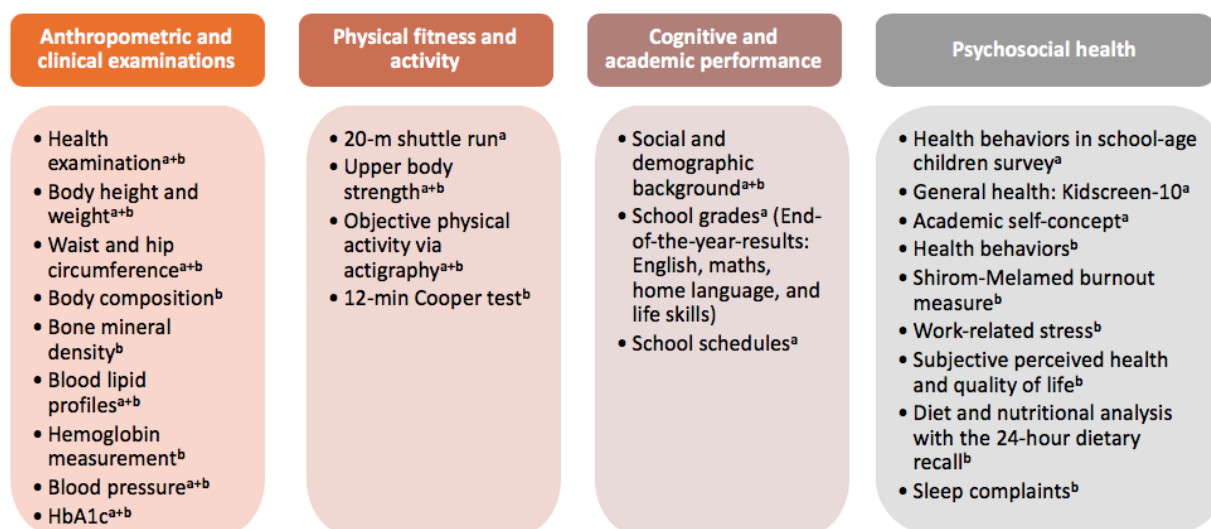 Anthropometric and
clinical examinations
• Health
examinationᵃ⁺ᵇ
• Body height and
weightᵃ⁺ᵇ
• Waist and hip
circumferenceᵃ⁺ᵇ
• Body compositionᵇ
• Bone mineral
densityᵇ
• Blood lipid
profilesᵃ⁺ᵇ
• Hemoglobin
measurementᵇ
• Blood pressureᵃ⁺ᵇ
• HbA1cᵃ⁺ᵇ
Physical fitness and
activity
• 20-m shuttle runᵃ
• Upper body
strengthᵃ⁺ᵇ
• Objective physical
activity via
actigraphyᵃ⁺ᵇ
• 12-min Cooper testᵇ
Cognitive and
academic performance
• Social and
demographic
backgroundᵃ⁺ᵇ
• School gradesᵃ (End-
of-the-year-results:
English, maths,
home language, and
life skills)
• School schedulesᵃ
Psychosocial health
• Health behaviors in school-age
children surveyᵃ
• General health: Kidscreen-10ᵃ
• Academic self-conceptᵃ
• Health behaviorsᵇ
• Shirom-Melamed burnout
measureᵇ
• Work-related stressᵇ
• Subjective perceived health
and quality of lifeᵇ
• Diet and nutritional analysis
with the 24-hour dietary
recallᵇ
• Sleep complaintsᵇ